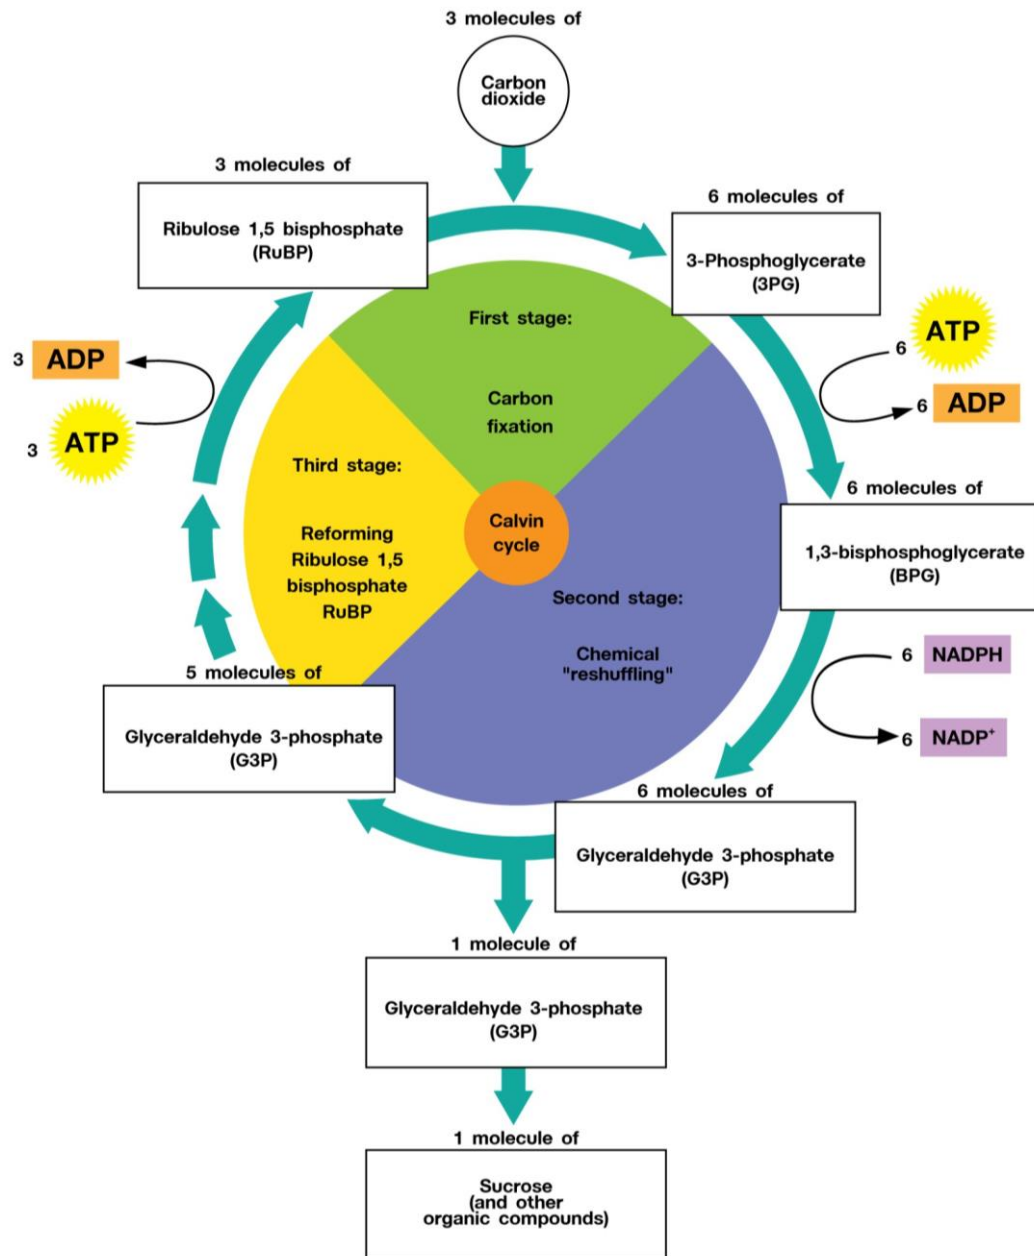 3 molecules of
Carbon
dioxide
3 molecules of
Ribulose 1,5 bisphosphate
(RuBP)
6 molecules of
3-Phosphoglycerate
(3PG)
First stage:
Carbon
fixation
6 ATP
6 ADP
3 ADP
3 ATP
Third stage:
Reforming
Ribulose 1,5
bisphosphate
RuBP
Calvin
cycle
6 molecules of
1,3-bisphosphoglycerate
(BPG)
Second stage:
Chemical
"reshuffling"
6 NADPH
6 NADP⁺
5 molecules of
Glyceraldehyde 3-phosphate
(G3P)
6 molecules of
Glyceraldehyde 3-phosphate
(G3P)
1 molecule of
Glyceraldehyde 3-phosphate
(G3P)
1 molecule of
Sucrose
(and other
organic compounds)